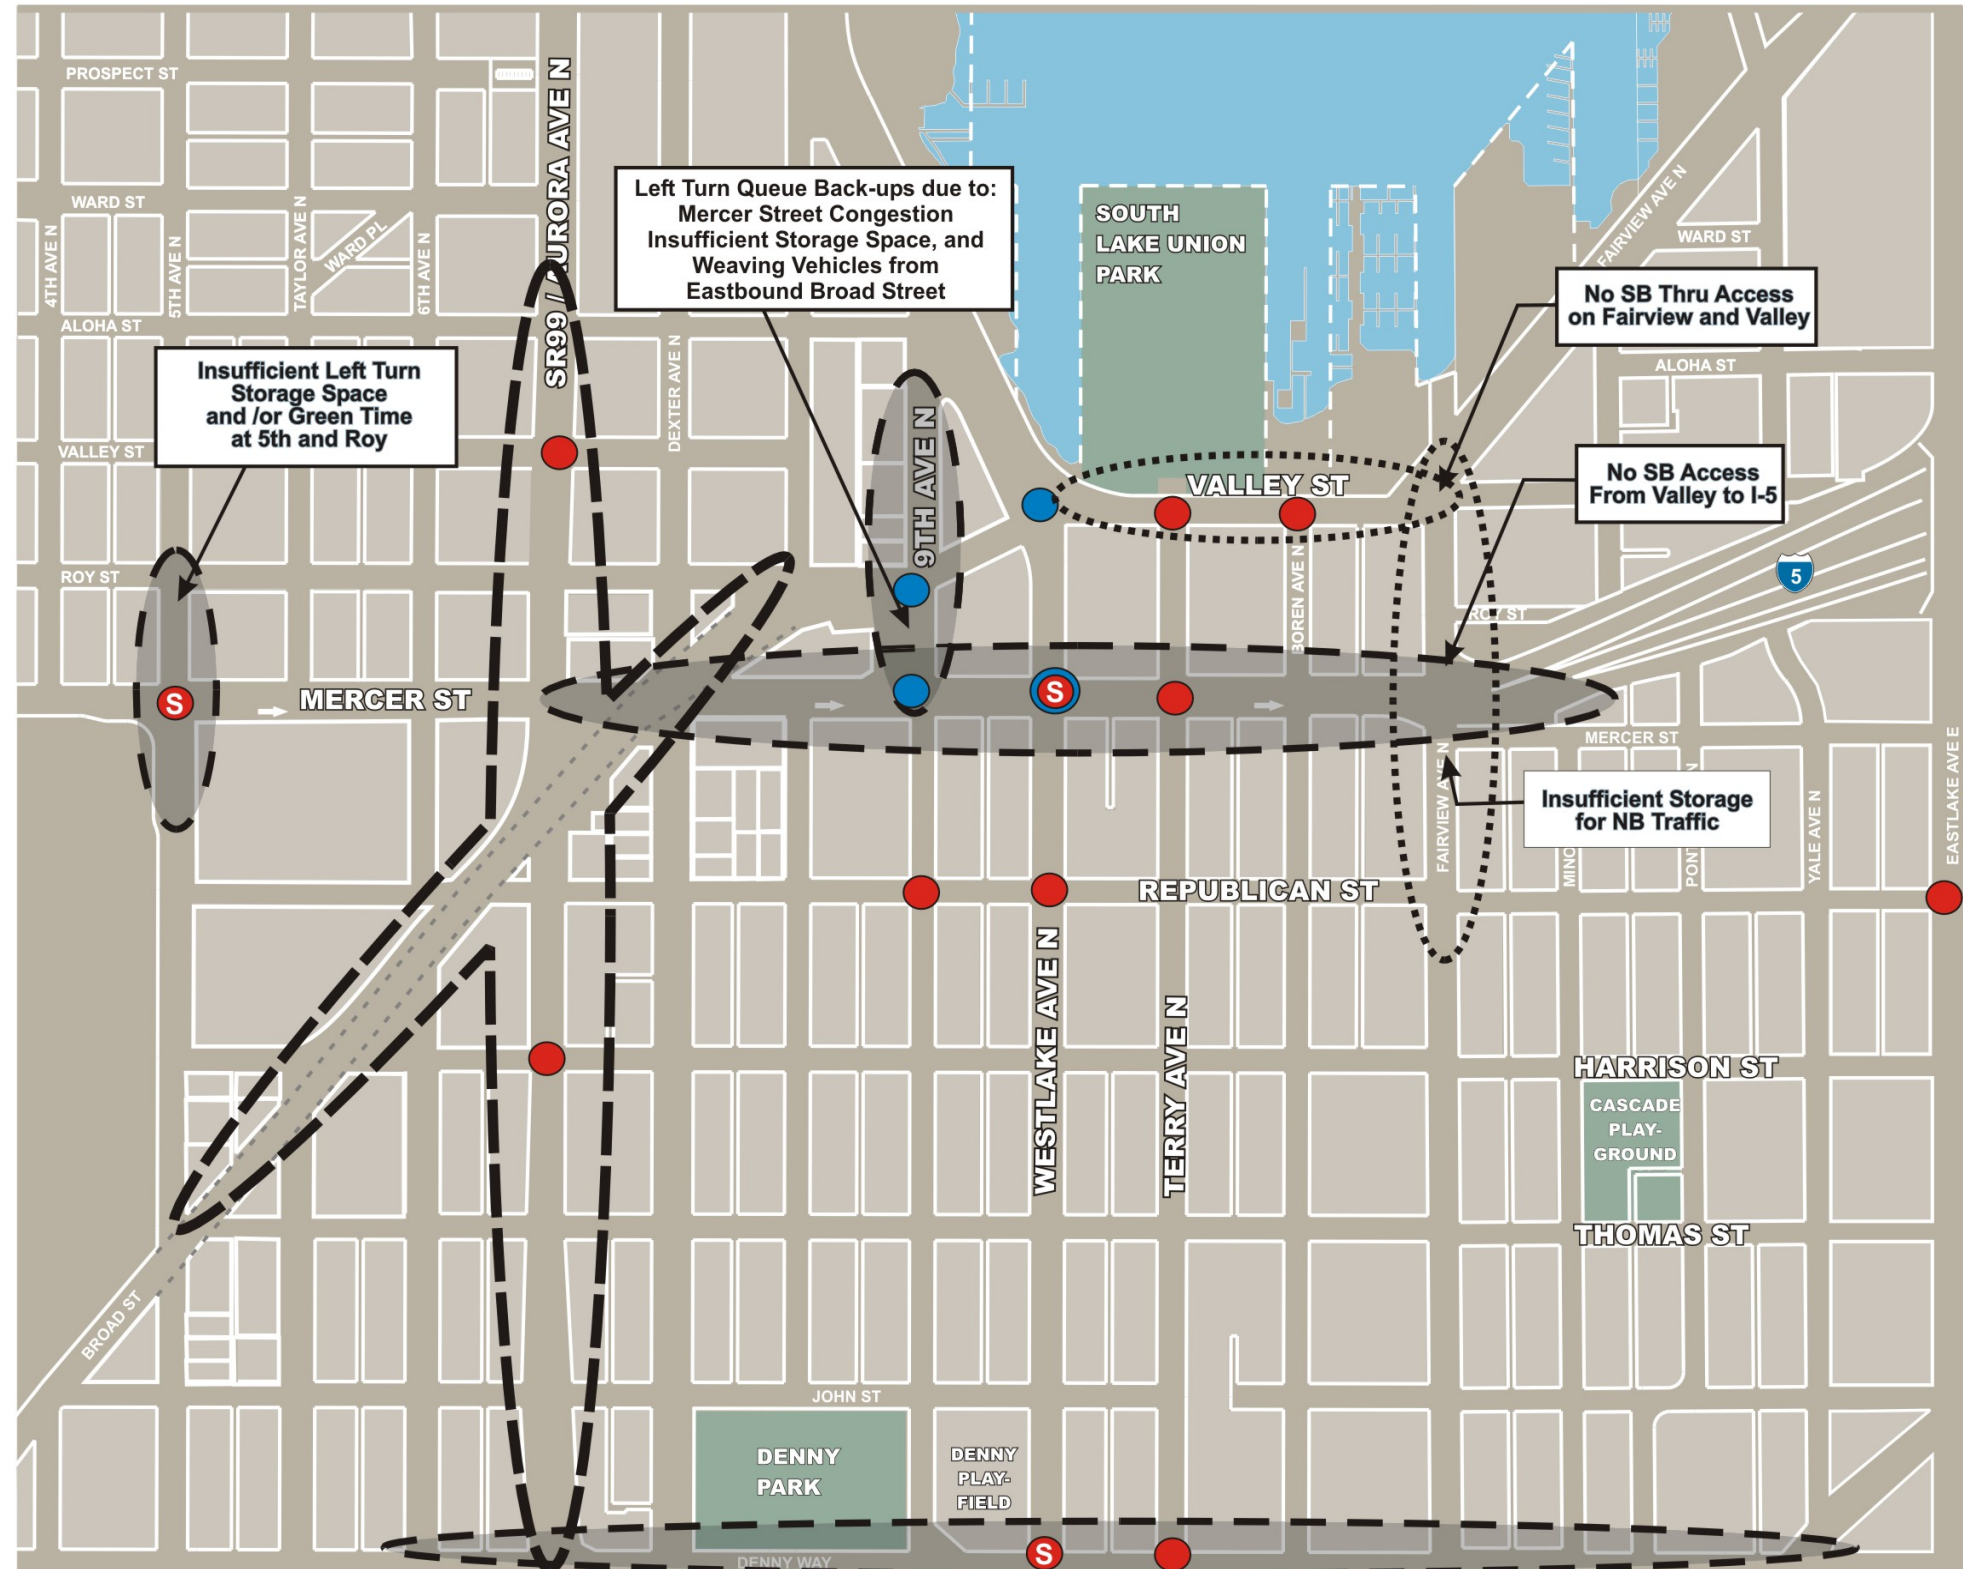 PROSPECT ST
WARD ST
4TH AVE N
5TH AVE N
TAYLOR AVE N
WARD PL
6TH AVE N
SR99 / AURORA AVE N
ALOHA ST
Left Turn Queue Back-ups due to:
Mercer Street Congestion
Insufficient Storage Space, and
Weaving Vehicles from
Eastbound Broad Street
SOUTH
LAKE UNION
PARK
FAIRVIEW AVE N
WARD ST
No SB Thru Access
on Fairview and Valley
ALOHA ST
Insufficient Left Turn
Storage Space
and /or Green Time
at 5th and Roy
DEXTER AVE N
VALLEY ST
9TH AVE N
VALLEY ST
No SB Access
From Valley to I-5
5
ROY ST
BOREN AVE N
ROY ST
S
MERCER ST
S
MERCER ST
FAIRVIEW AVE N
Insufficient Storage
for NB Traffic
MINO
PONT
N
YALE AVE N
EASTLAKE AVE E
REPUBLICAN ST
WESTLAKE AVE N
TERRY AVE N
HARRISON ST
CASCADE
PLAY-
GROUND
THOMAS ST
BROAD ST
JOHN ST
DENNY
PARK
DENNY
PLAY-
FIELD
S
DENNY WAY